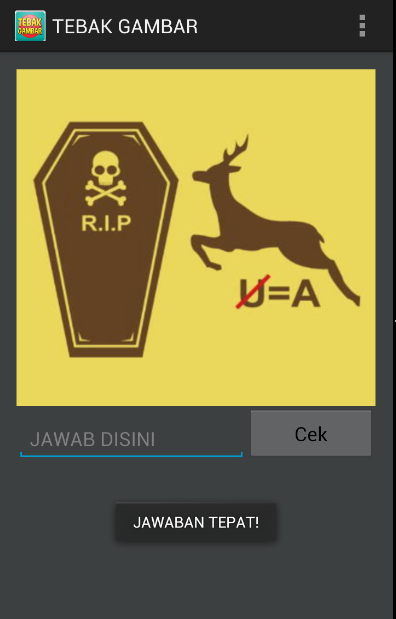 TEBAK GAMBAR
TEBAK
GAMBAR
R.I.P
U=A
JAWAB DISINI
Cek
JAWABAN TEPAT!